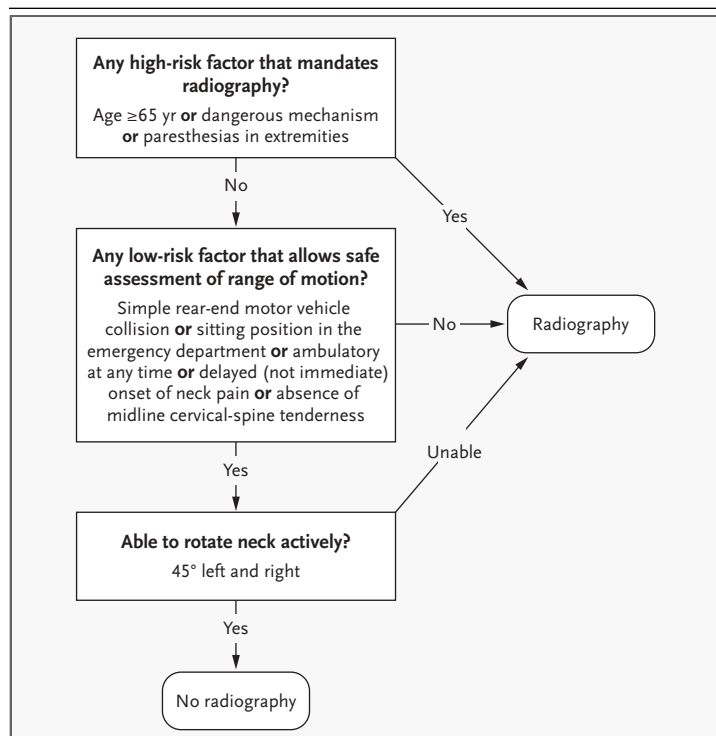 Any high-risk factor that mandates
radiography?
Age ≥65 yr or dangerous mechanism
or paresthesias in extremities
No
Yes
Any low-risk factor that allows safe
assessment of range of motion?
Simple rear-end motor vehicle
collision or sitting position in the
emergency department or ambulatory
at any time or delayed (not immediate)
onset of neck pain or absence of
midline cervical-spine tenderness
No
Radiography
Yes
Unable
Able to rotate neck actively?
45° left and right
Yes
No radiography